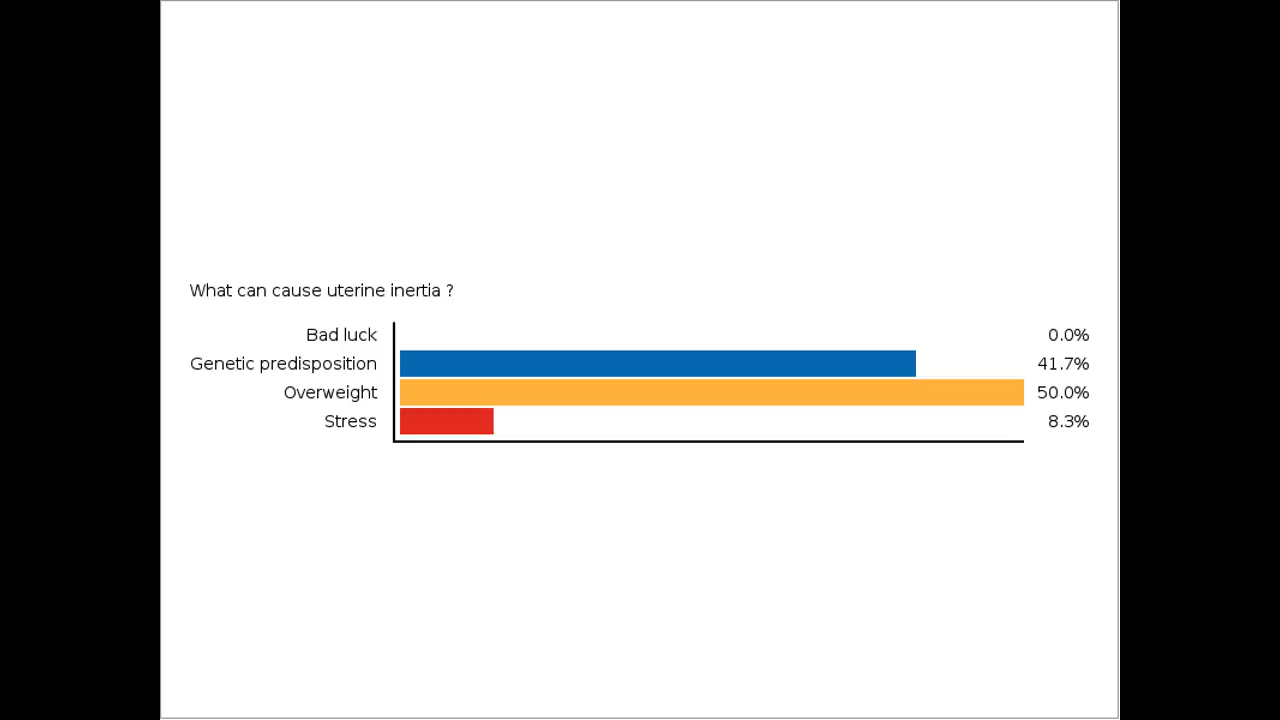 What can cause uterine inertia ?
Bad luck 0.0%
Genetic predisposition 41.7%
Overweight 50.0%
Stress 8.3%